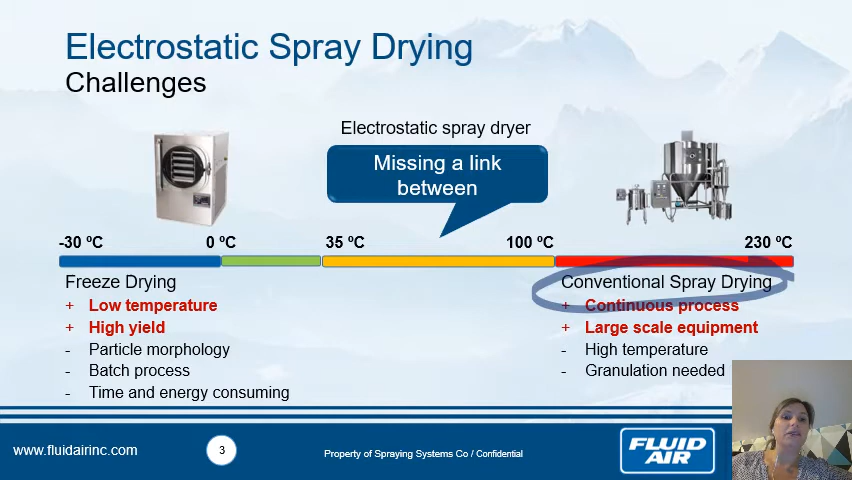 Electrostatic Spray Drying
Challenges
Electrostatic spray dryer
Missing a link
between
-30 ºC
0 ºC
35 ºC
100 ºC
230 ºC
Freeze Drying
+ Low temperature
+ High yield
- Particle morphology
- Batch process
- Time and energy consuming
Conventional Spray Drying
+ Continuous process
+ Large scale equipment
- High temperature
- Granulation needed
www.fluidairinc.com
3
Property of Spraying Systems Co / Confidential
FLUID
AIR